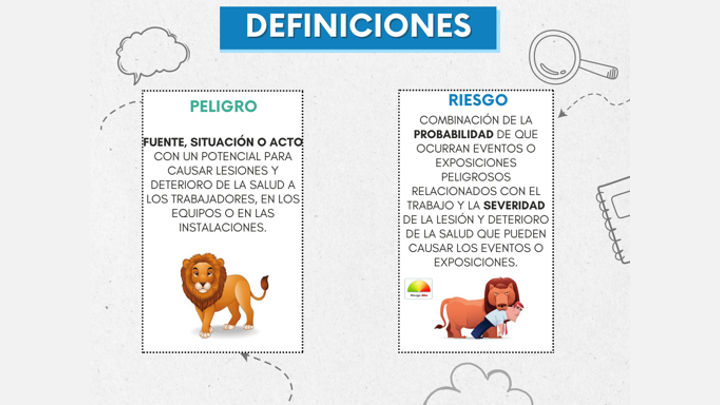 DEFINICIONES
PELIGRO
FUENTE, SITUACIÓN O ACTO
CON UN POTENCIAL PARA
CAUSAR LESIONES Y
DETERIORO DE LA SALUD A
LOS TRABAJADORES, EN LOS
EQUIPOS O EN LAS
INSTALACIONES.
RIESGO
COMBINACIÓN DE LA
PROBABILIDAD DE QUE
OCURRAN EVENTOS O
EXPOSICIONES
PELIGROSOS
RELACIONADOS CON EL
TRABAJO Y LA SEVERIDAD
DE LA LESIÓN Y DETERIORO
DE LA SALUD QUE PUEDEN
CAUSAR LOS EVENTOS O
EXPOSICIONES.
Riesgo Alto